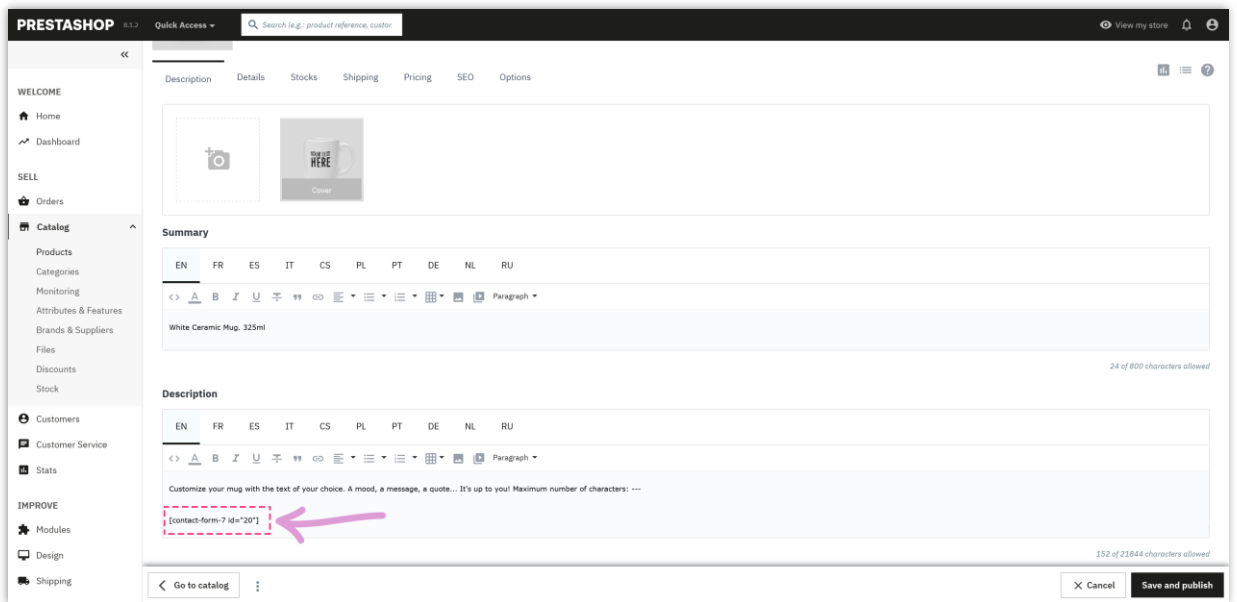 PRESTASHOP 8.1.2 Quick Access Search (e.g.: product reference, custor View my store
Description Details Stocks Shipping Pricing SEO Options
WELCOME
Home
Dashboard
SELL
Orders
Catalog
Products
Categories
Monitoring
Attributes & Features
Brands & Suppliers
Files
Discounts
Stock
Customers
Customer Service
Stats
IMPROVE
Modules
Design
Shipping
YOUR TEXT
HERE
Cover
Summary
EN FR ES IT CS PL PT DE NL RU
Paragraph
White Ceramic Mug. 325ml
24 of 800 characters allowed
Description
EN FR ES IT CS PL PT DE NL RU
Paragraph
Customize your mug with the text of your choice. A mood, a message, a quote... It's up to you! Maximum number of characters: ---
[contact-form-7 id="20"]
152 of 21844 characters allowed
Go to catalog Cancel Save and publish